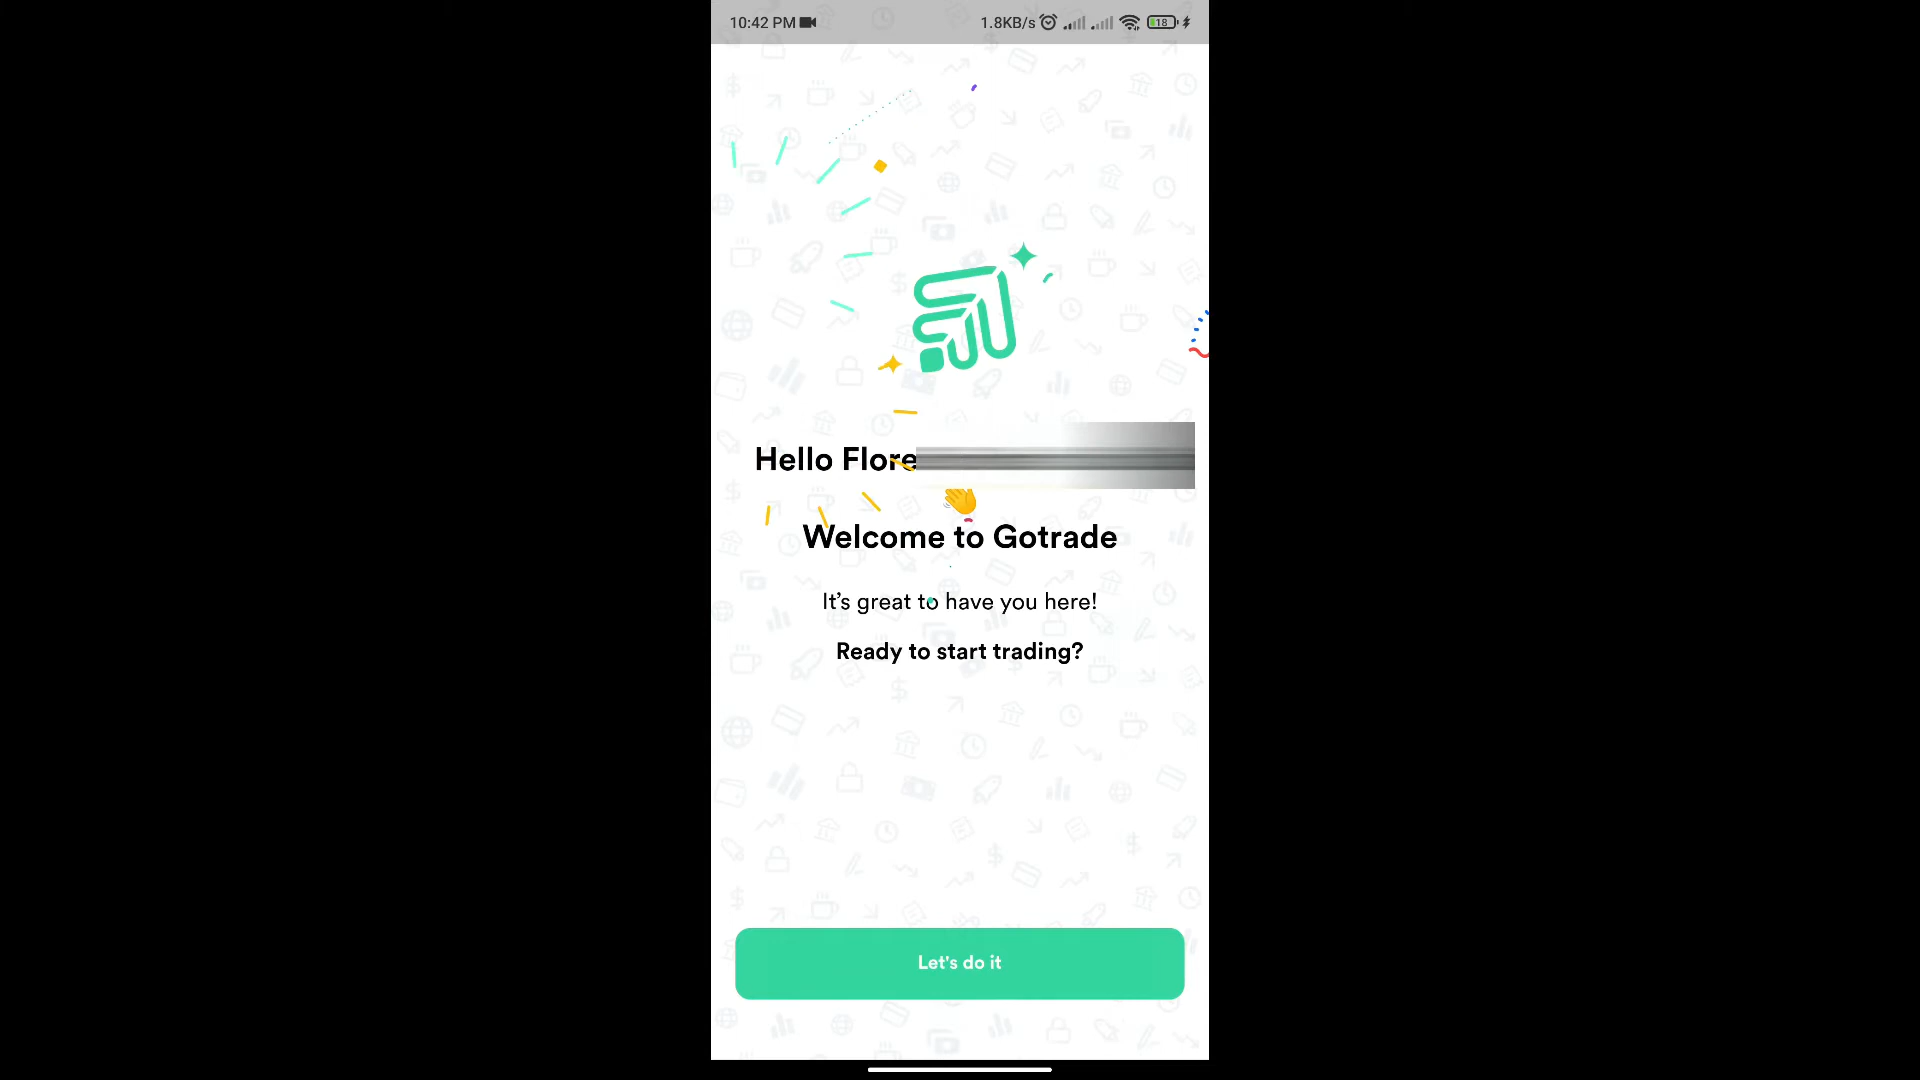 10:42 PM 1.8KB/s 18
Hello Flore
Welcome to Gotrade
It's great to have you here!
Ready to start trading?
Let's do it